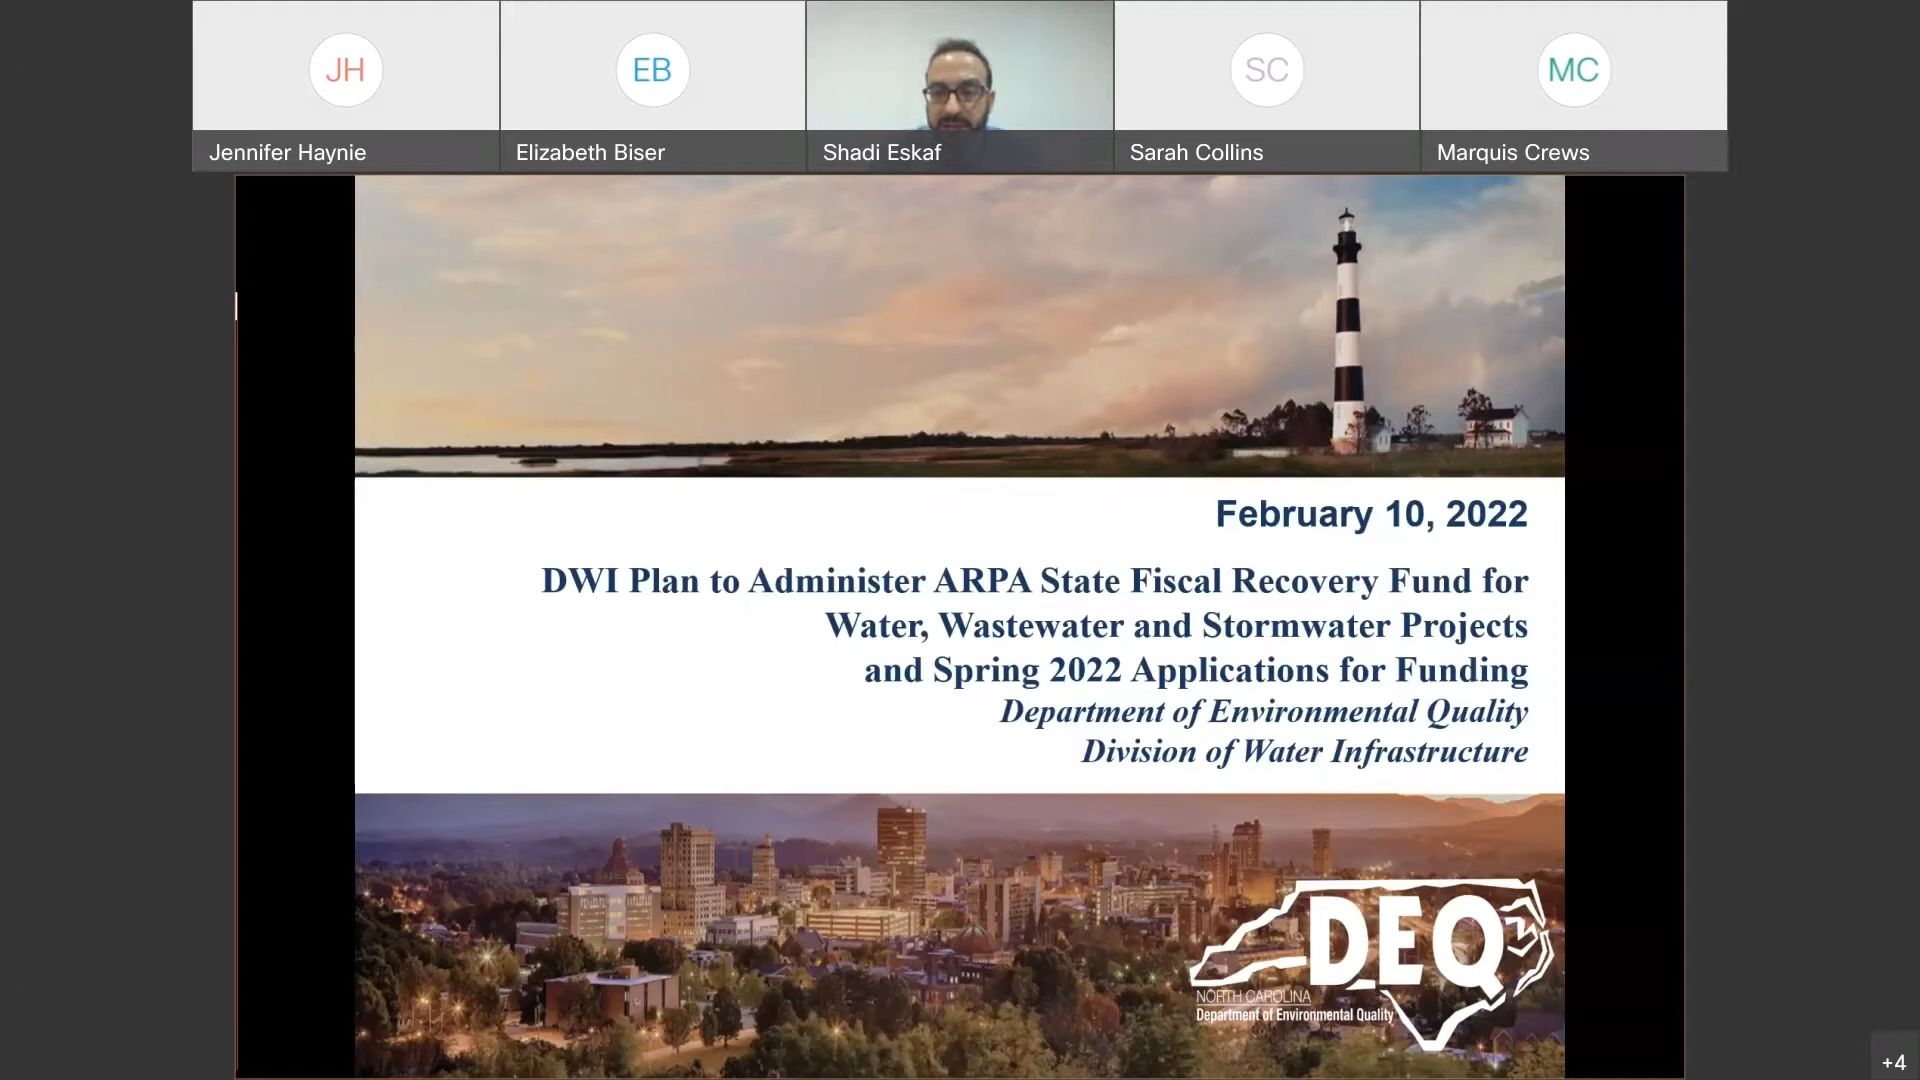 JH
EB
SC
MC
Jennifer Haynie
Elizabeth Biser
Shadi Eskaf
Sarah Collins
Marquis Crews
February 10, 2022
DWI Plan to Administer ARPA State Fiscal Recovery Fund for
Water, Wastewater and Stormwater Projects
and Spring 2022 Applications for Funding
Department of Environmental Quality
Division of Water Infrastructure
DEQ
NORTH CAROLINA
Department of Environmental Quality
+4